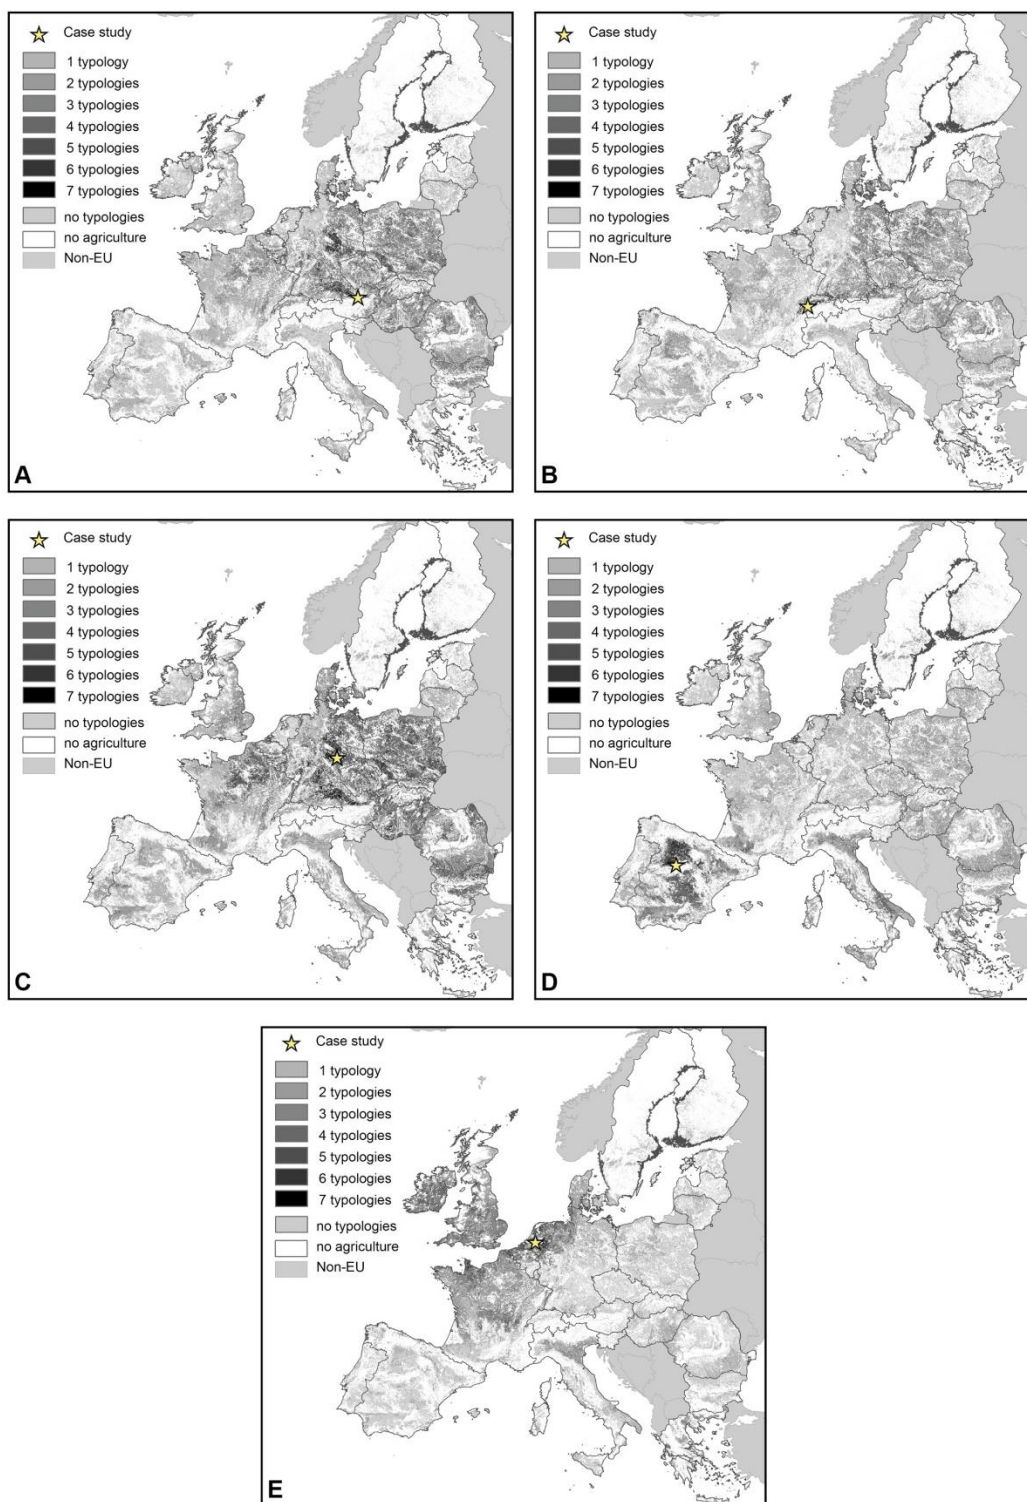 Case study
1 typology
2 typologies
3 typologies
4 typologies
5 typologies
6 typologies
7 typologies
no typologies
no agriculture
Non-EU
A
Case study
1 typology
2 typologies
3 typologies
4 typologies
5 typologies
6 typologies
7 typologies
no typologies
no agriculture
Non-EU
B
Case study
1 typology
2 typologies
3 typologies
4 typologies
5 typologies
6 typologies
7 typologies
no typologies
no agriculture
Non-EU
C
Case study
1 typology
2 typologies
3 typologies
4 typologies
5 typologies
6 typologies
7 typologies
no typologies
no agriculture
Non-EU
D
Case study
1 typology
2 typologies
3 typologies
4 typologies
5 typologies
6 typologies
7 typologies
no typologies
no agriculture
Non-EU
E